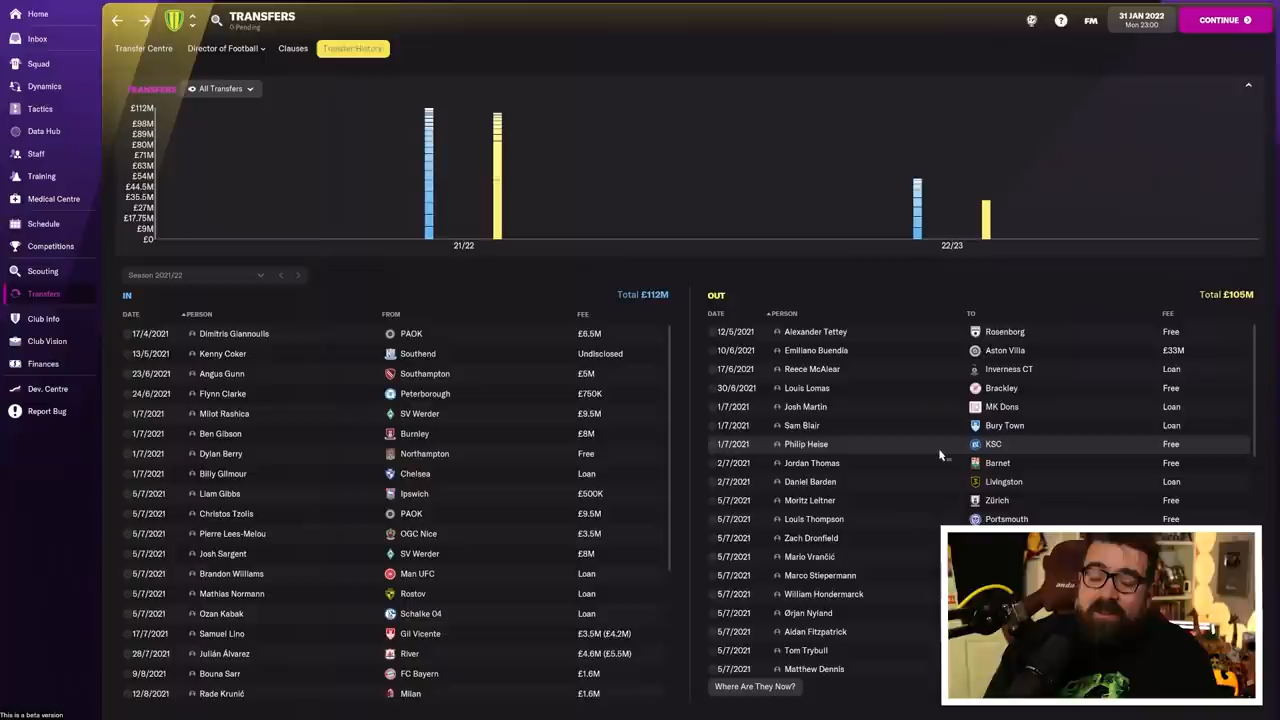 Home
Inbox
Squad
Dynamics
Tactics
Data Hub
Staff
Training
Medical Centre
Schedule
Competitions
Scouting
Transfers
Club Info
Club Vision
Finances
Dev. Centre
Report Bug
This is a beta version
TRANSFERS
0 Pending
FM
31 JAN 2022
Mon 23:00
CONTINUE
Transfer Centre
Director of Football
Clauses
Transfer History
TRANSFERS
All Transfers
£112M
£98M
£89M
£80M
£71M
£63M
£54M
£44.5M
£35.5M
£27M
£17.75M
£9M
£0
21/22
22/23
Season 2021/22
IN
Total £112M
DATE PERSON FROM FEE
17/4/2021 Dimitris Giannoulis PAOK £6.5M
13/5/2021 Kenny Coker Southend Undisclosed
23/6/2021 Angus Gunn Southampton £5M
24/6/2021 Flynn Clarke Peterborough £750K
1/7/2021 Milot Rashica SV Werder £9.5M
1/7/2021 Ben Gibson Burnley £8M
1/7/2021 Dylan Berry Northampton Free
1/7/2021 Billy Gilmour Chelsea Loan
5/7/2021 Liam Gibbs Ipswich £500K
5/7/2021 Christos Tzolis PAOK £9.5M
5/7/2021 Pierre Lees-Melou OGC Nice £3.5M
5/7/2021 Josh Sargent SV Werder £8M
5/7/2021 Brandon Williams Man UFC Loan
5/7/2021 Mathias Normann Rostov Loan
5/7/2021 Ozan Kabak Schalke 04 Loan
17/7/2021 Samuel Lino Gil Vicente £3.5M (£4.2M)
28/7/2021 Julián Álvarez River £4.6M (£5.5M)
9/8/2021 Bouna Sarr FC Bayern £1.6M
12/8/2021 Rade Krunić Milan £1.6M
OUT
Total £105M
DATE PERSON TO FEE
12/5/2021 Alexander Tettey Rosenborg Free
10/6/2021 Emiliano Buendia Aston Villa £33M
17/6/2021 Reece McAlear Inverness CT Loan
30/6/2021 Louis Lomas Brackley Free
1/7/2021 Josh Martin MK Dons Loan
1/7/2021 Sam Blair Bury Town Loan
1/7/2021 Philip Heise KSC Free
2/7/2021 Jordan Thomas Barnet Free
2/7/2021 Daniel Barden Livingston Loan
5/7/2021 Moritz Leitner Zürich Free
5/7/2021 Louis Thompson Portsmouth Free
5/7/2021 Zach Dronfield
5/7/2021 Mario Vrančić
5/7/2021 Marco Stiepermann
5/7/2021 William Hondermarck
5/7/2021 Ørjan Nyland
5/7/2021 Aidan Fitzpatrick
5/7/2021 Tom Trybull
5/7/2021 Matthew Dennis
Where Are They Now?
anda